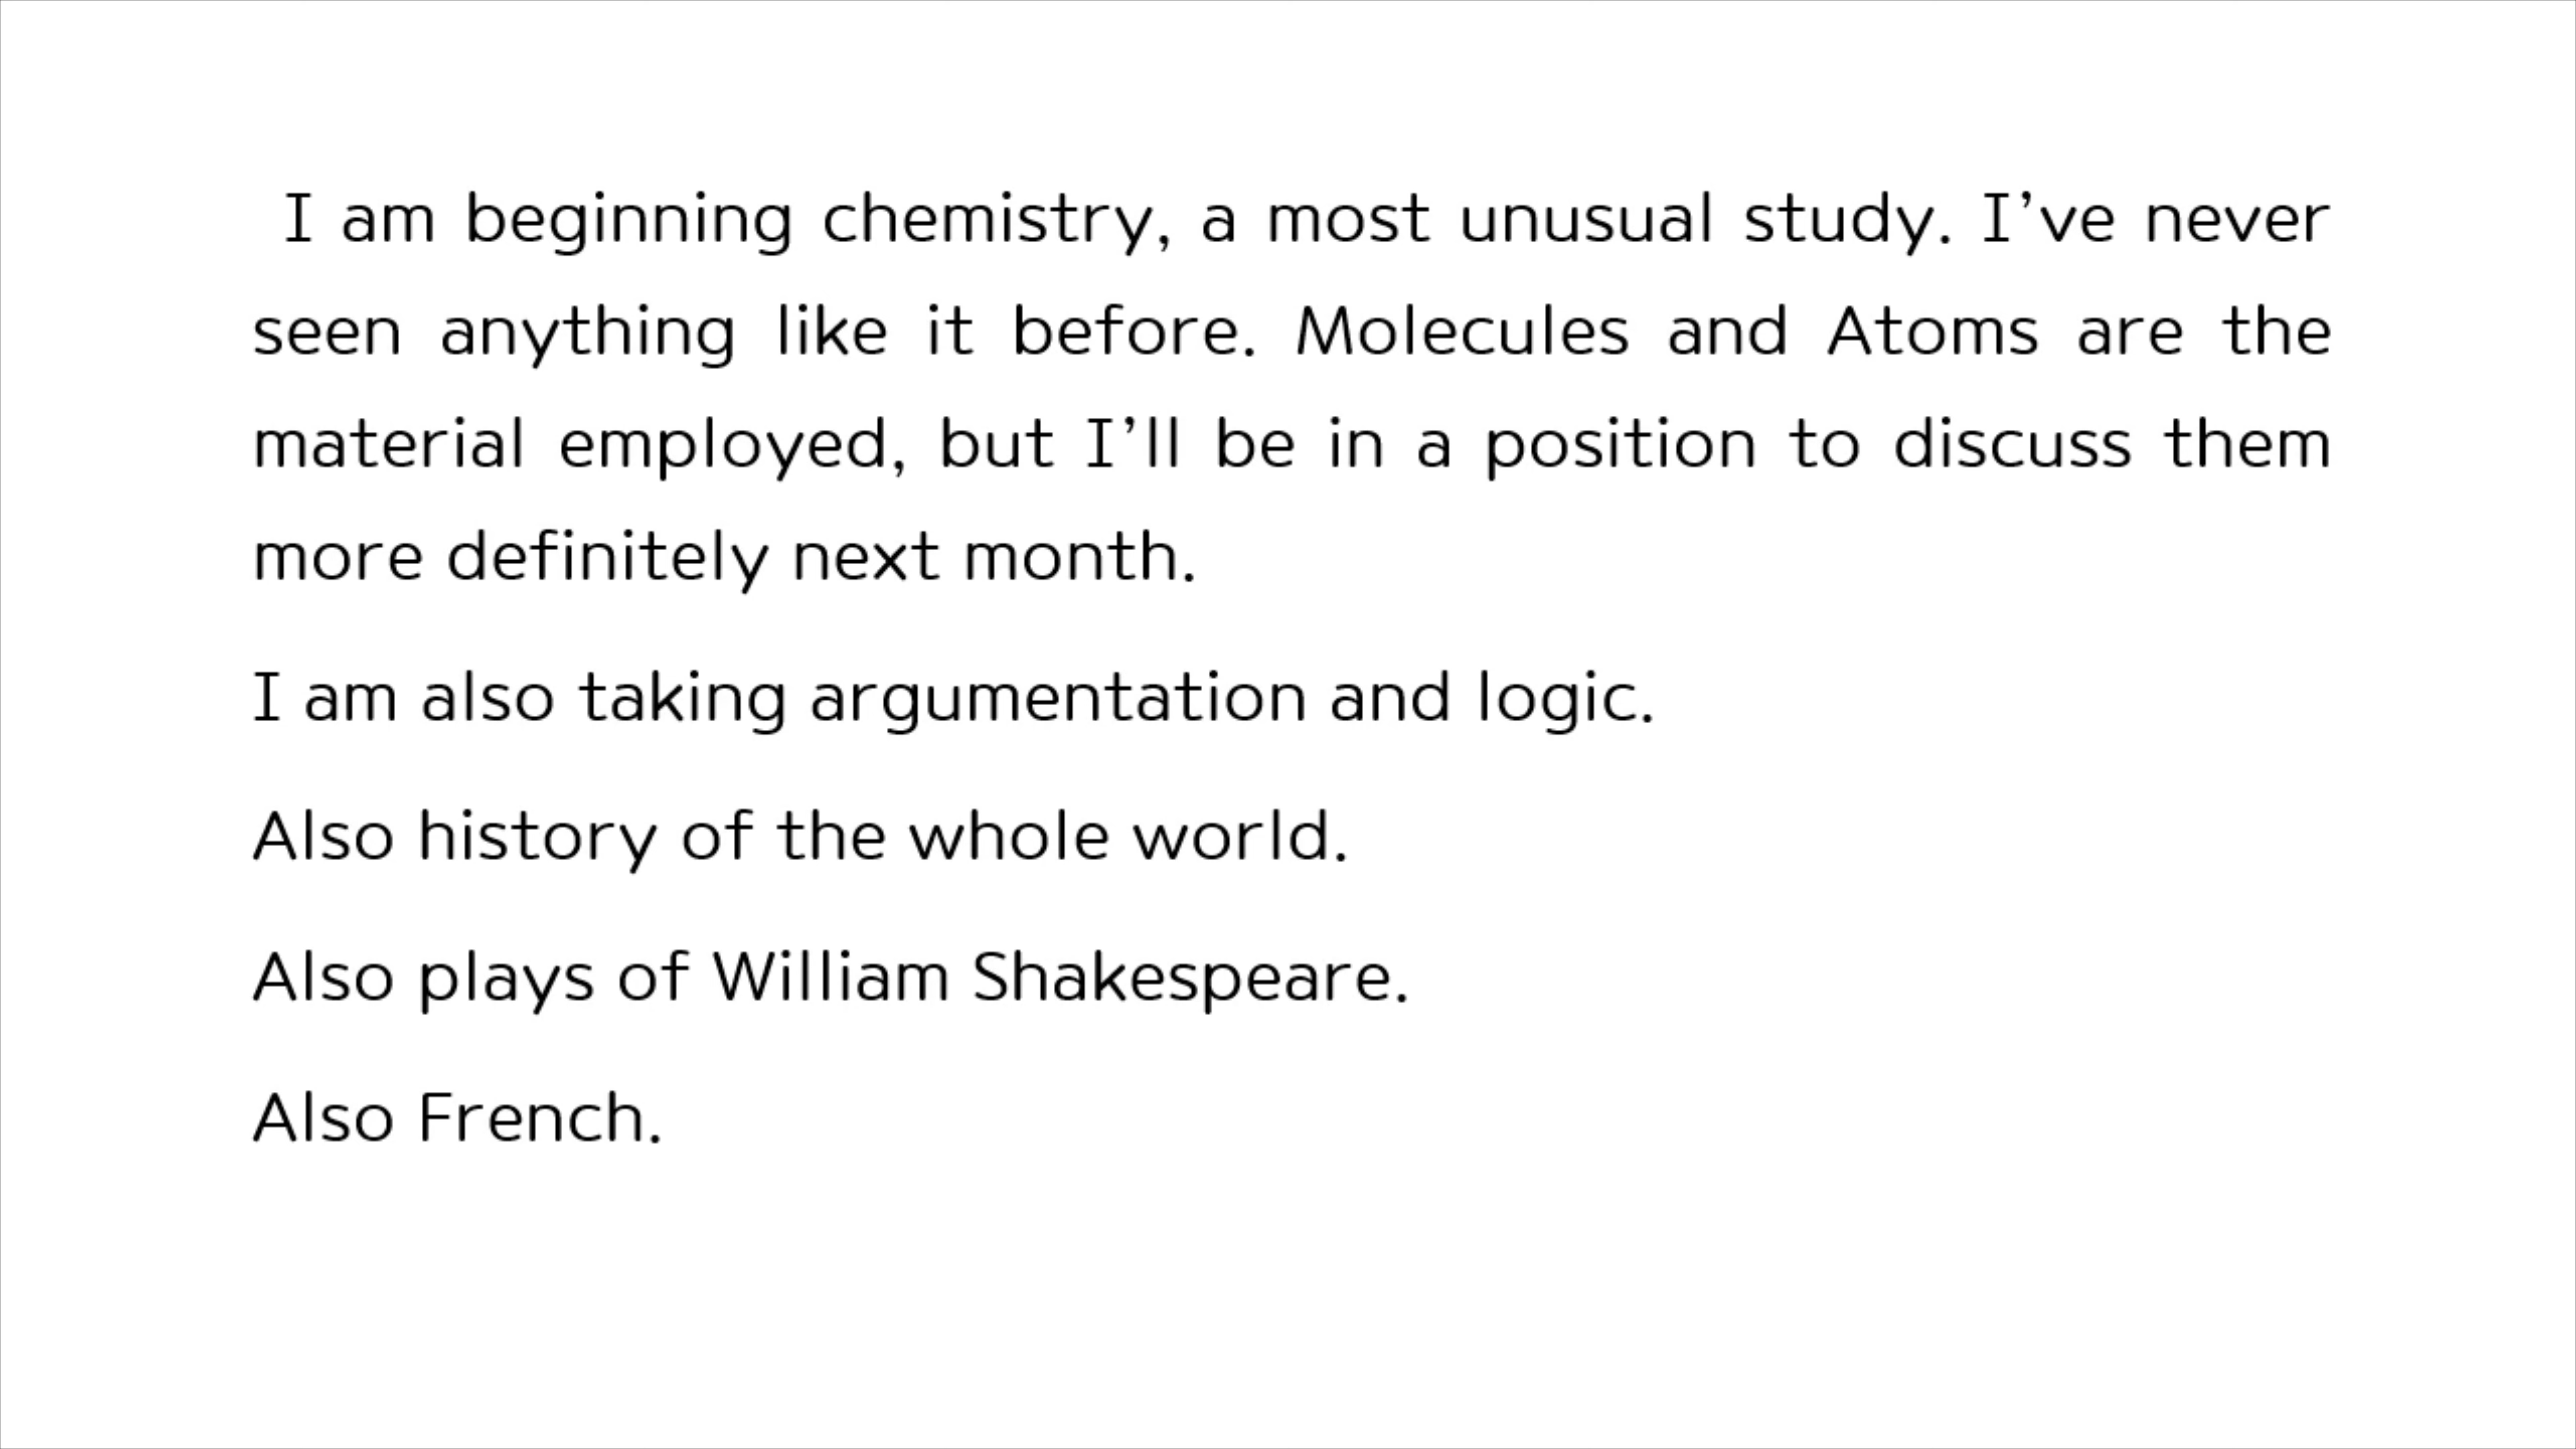 I am beginning chemistry, a most unusual study. I’ve never
seen anything like it before. Molecules and Atoms are the
material employed, but I’ll be in a position to discuss them
more definitely next month.
I am also taking argumentation and logic.
Also history of the whole world.
Also plays of William Shakespeare.
Also French.